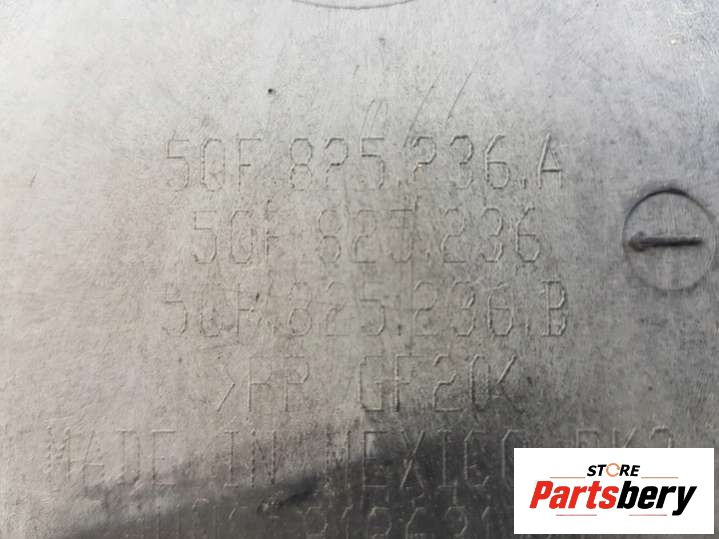 5QF.825.236.A
5QF.825.236
5QF.825.236.B
>PP GF20<
MADE IN MEXICO
STORE
Partsbery